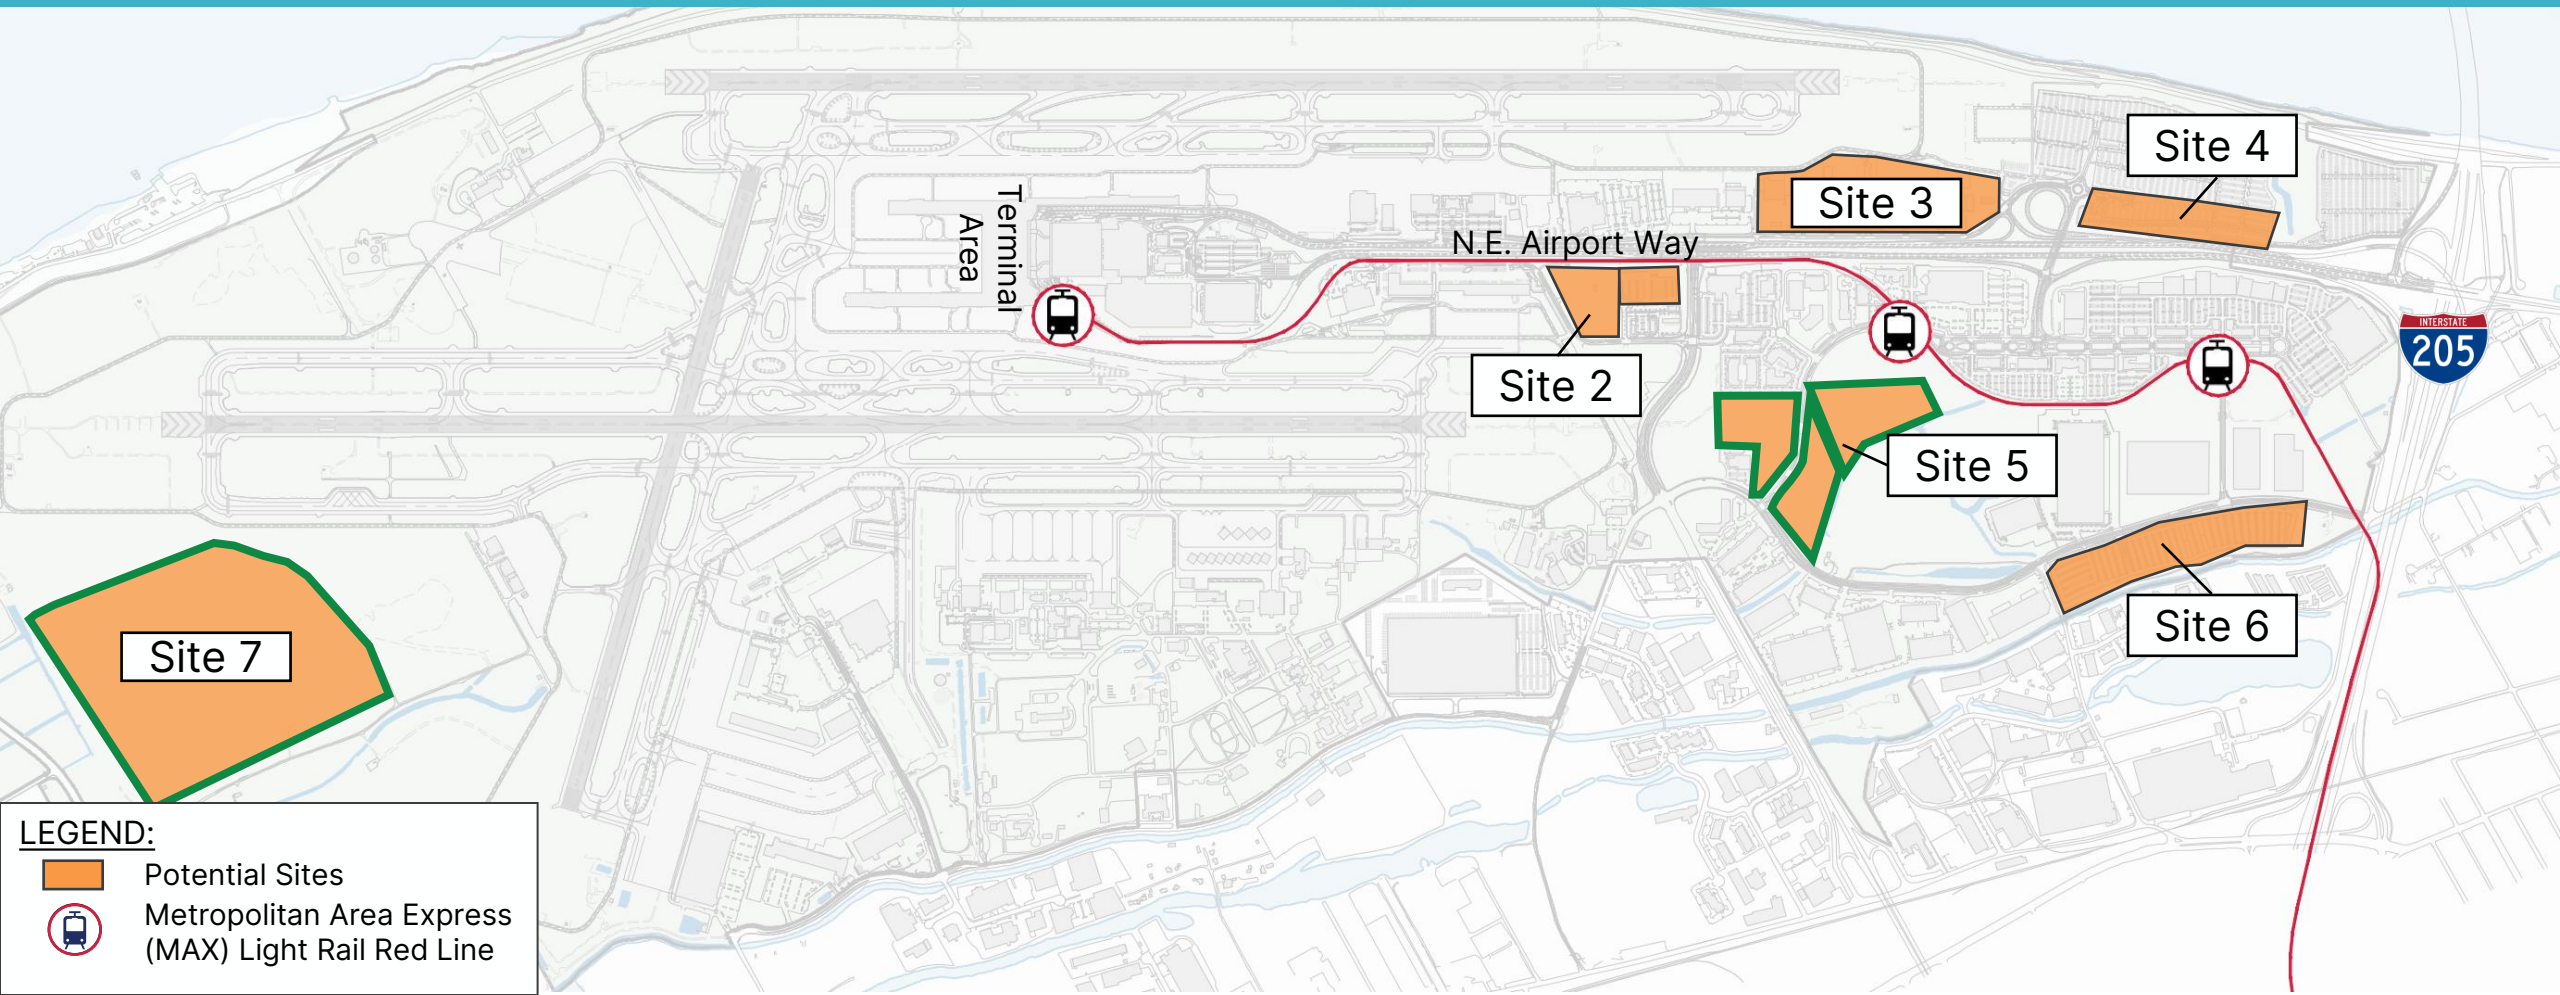 Site 4
Site 3
Terminal
Area
N.E. Airport Way
INTERSTATE
205
Site 2
Site 5
Site 6
Site 7
LEGEND:
Potential Sites
Metropolitan Area Express
(MAX) Light Rail Red Line